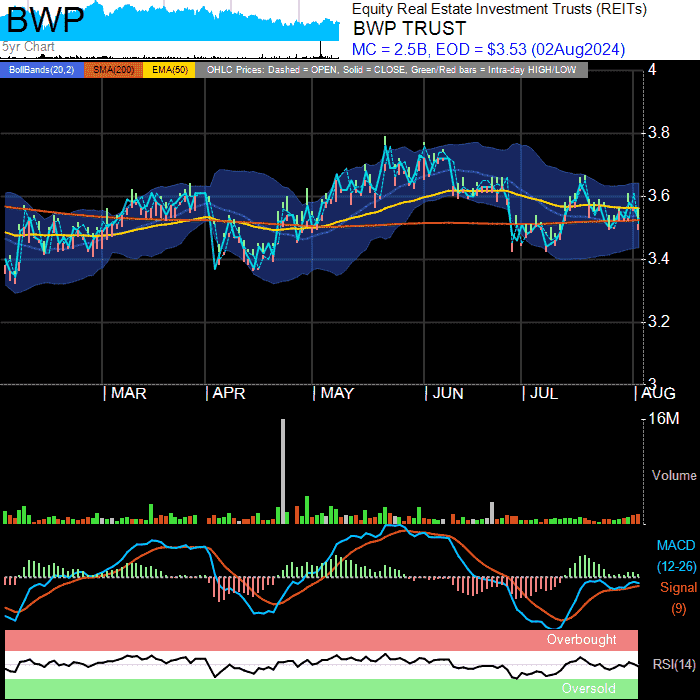 BWP
5yr Chart
Equity Real Estate Investment Trusts (REITs)
BWP TRUST
MC = 2.5B, EOD = $3.53 (02Aug2024)
BollBands(20,2) SMA(200) EMA(50) OHLC Prices: Dashed = OPEN, Solid = CLOSE, Green/Red bars = Intra-day HIGH/LOW
4
3.8
3.6
3.4
3.2
3
MAR APR MAY JUN JUL AUG
16M
Volume
MACD
(12-26)
Signal
(9)
Overbought
RSI(14)
Oversold